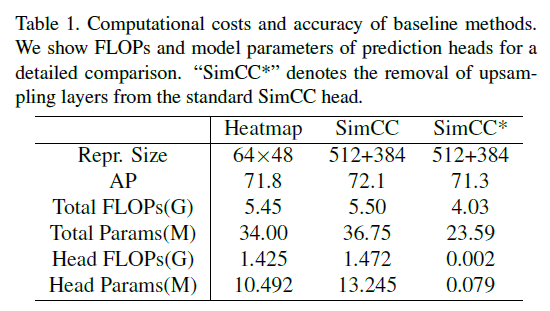 Table 1. Computational costs and accuracy of baseline methods.
We show FLOPs and model parameters of prediction heads for a
detailed comparison. “SimCC*” denotes the removal of upsam-
pling layers from the standard SimCC head.
Heatmap SimCC SimCC*
Repr. Size 64×48 512+384 512+384
AP 71.8 72.1 71.3
Total FLOPs(G) 5.45 5.50 4.03
Total Params(M) 34.00 36.75 23.59
Head FLOPs(G) 1.425 1.472 0.002
Head Params(M) 10.492 13.245 0.079